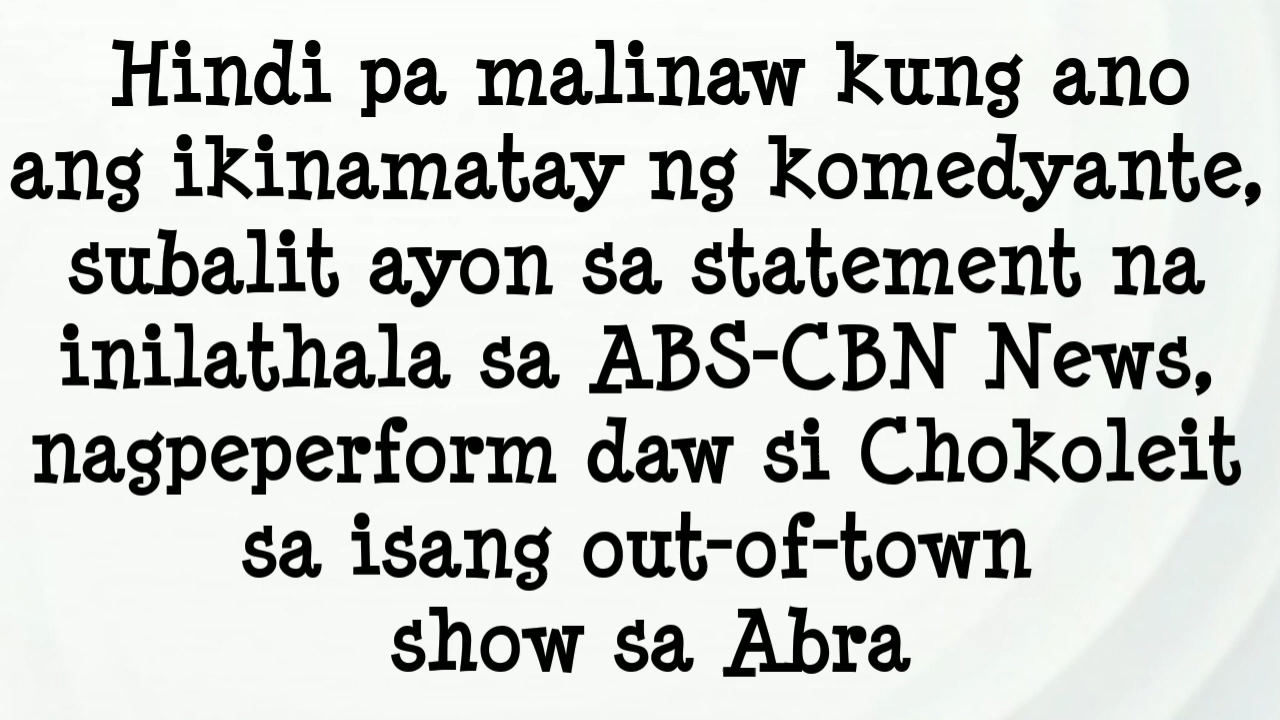 Hindi pa malinaw kung ano
ang ikinamatay ng komedyante,
subalit ayon sa statement na
inilathala sa ABS-CBN News,
nagpeperform daw si Chokoleit
sa isang out-of-town
show sa Abra